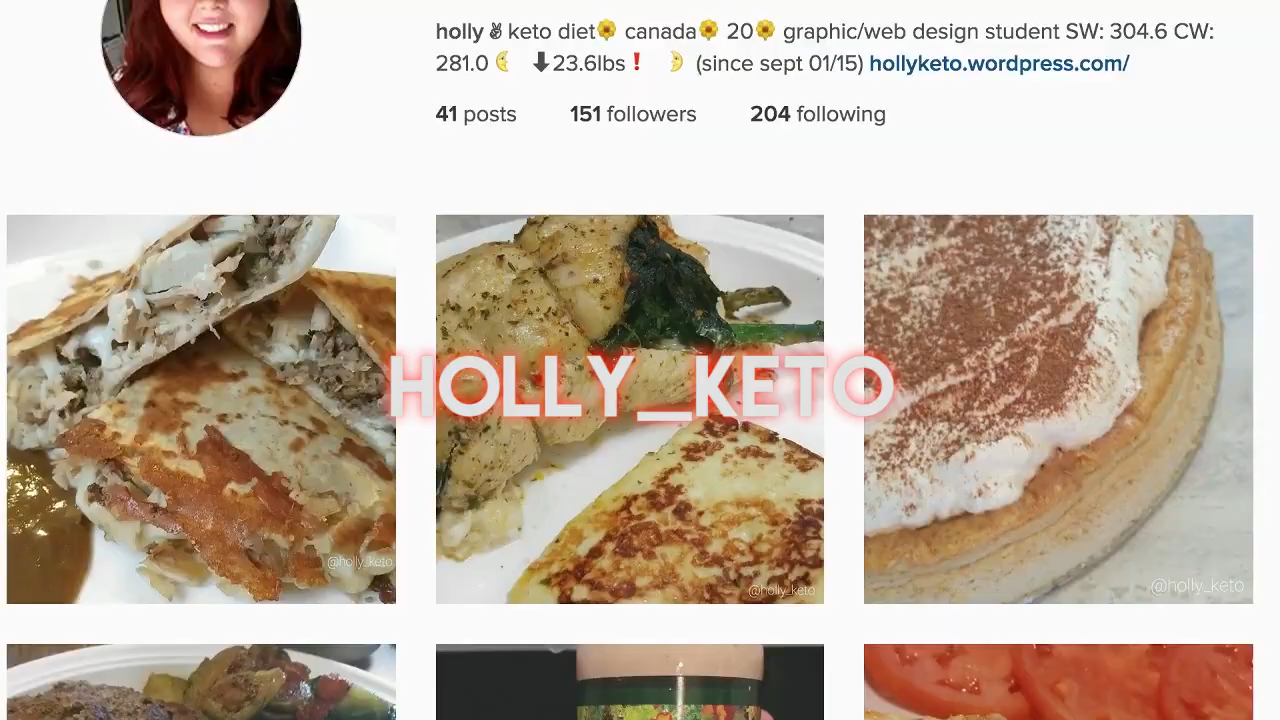 holly ✌ keto diet🌼 canada🌼 20🌼 graphic/web design student SW: 304.6 CW:
281.0 🌜 ⬇23.6lbs❗ 🌛 (since sept 01/15) hollyketo.wordpress.com/
41 posts 151 followers 204 following
HOLLY_KETO
@holly_keto
@holly_keto
@holly_keto